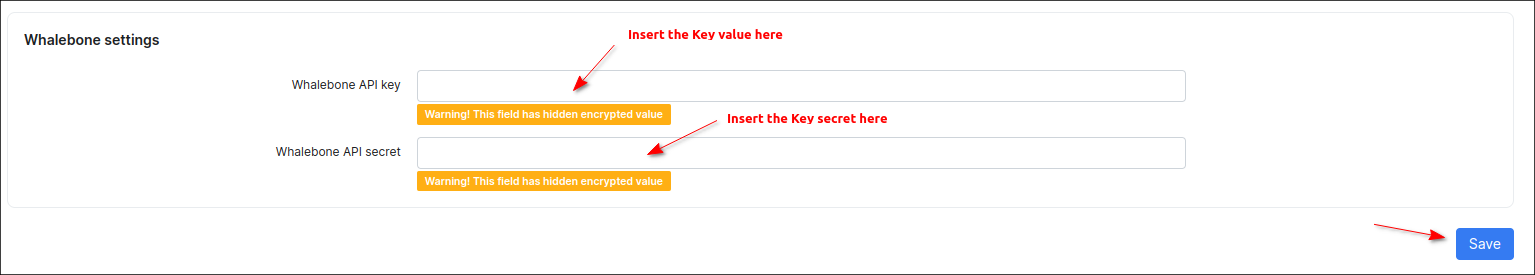 Whalebone settings
Insert the Key value here
Whalebone API key
Warning! This field has hidden encrypted value
Insert the Key secret here
Whalebone API secret
Warning! This field has hidden encrypted value
Save